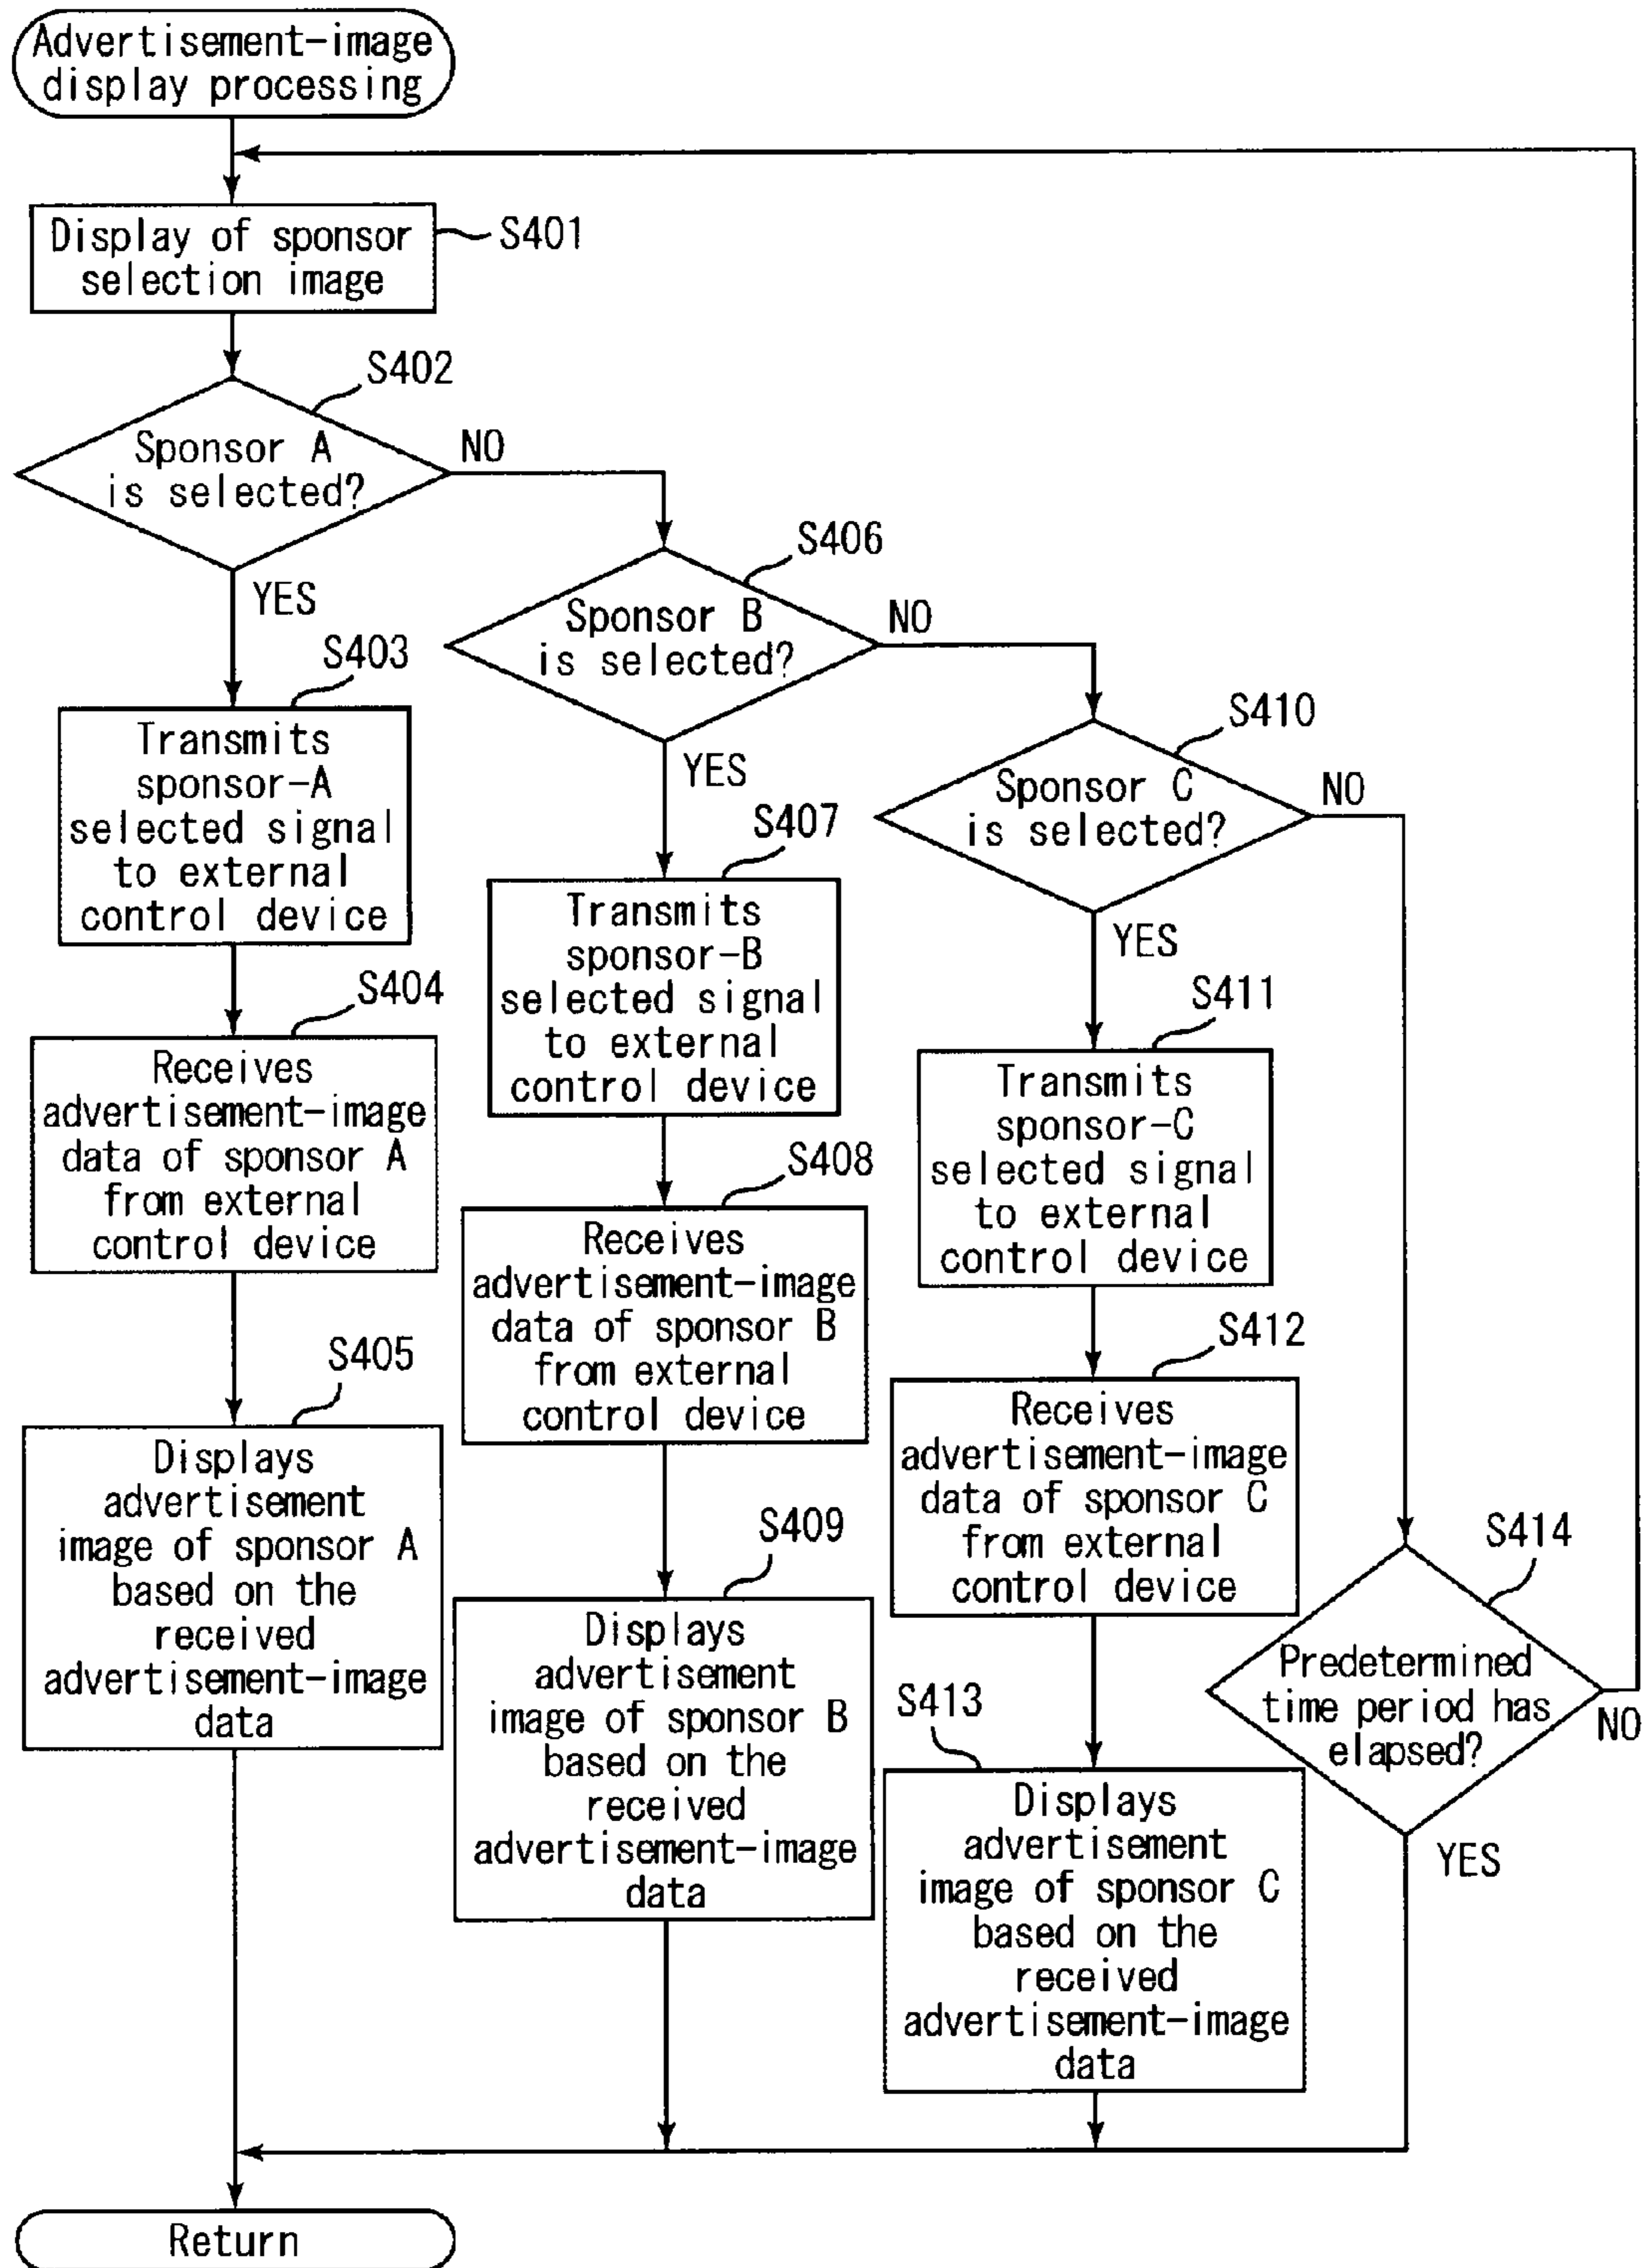 Advertisement-image
display processing
Display of sponsor
selection image
S401
S402
Sponsor A
is selected?
NO
YES
S403
Transmits
sponsor-A
selected signal
to external
control device
S404
Receives
advertisement-image
data of sponsor A
from external
control device
S405
Displays
advertisement
image of sponsor A
based on the
received
advertisement-image
data
S406
Sponsor B
is selected?
NO
YES
S407
Transmits
sponsor-B
selected signal
to external
control device
S408
Receives
advertisement-image
data of sponsor B
from external
control device
S409
Displays
advertisement
image of sponsor B
based on the
received
advertisement-image
data
S410
Sponsor C
is selected?
NO
YES
S411
Transmits
sponsor-C
selected signal
to external
control device
S412
Receives
advertisement-image
data of sponsor C
from external
control device
S413
Displays
advertisement
image of sponsor C
based on the
received
advertisement-image
data
S414
Predetermined
time period has
elapsed?
NO
YES
Return